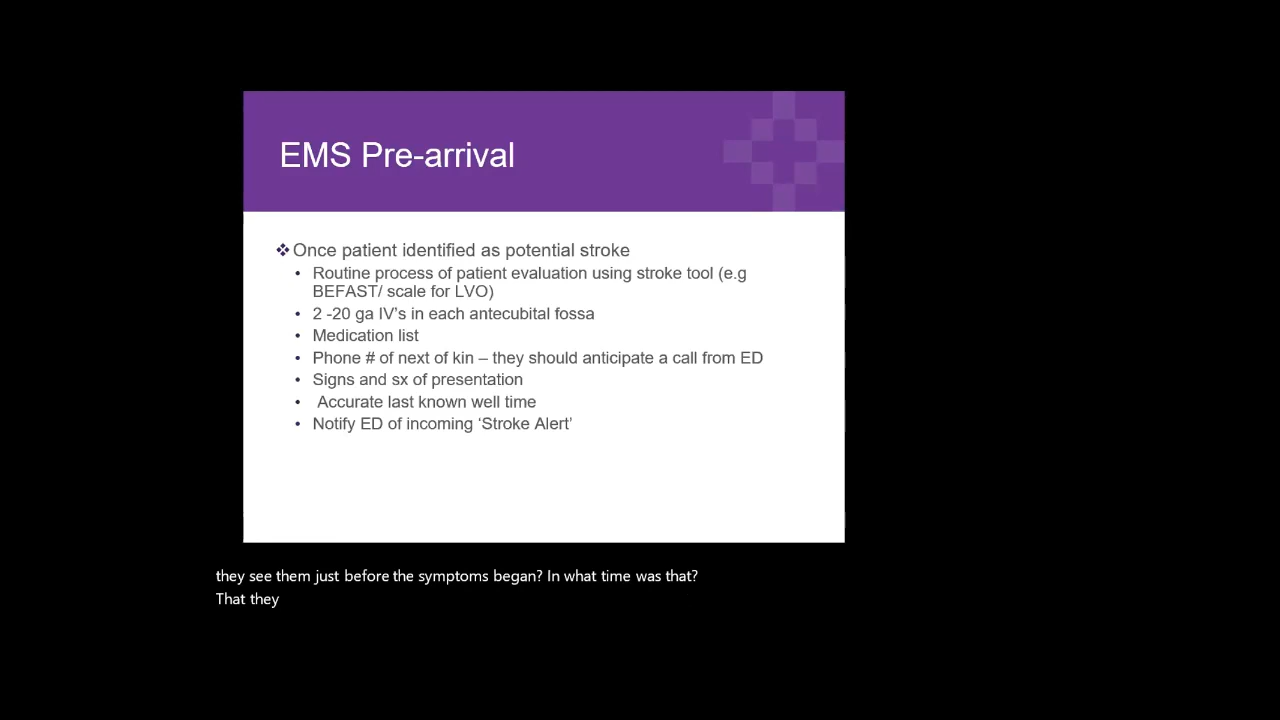 EMS Pre-arrival
❖Once patient identified as potential stroke
• Routine process of patient evaluation using stroke tool (e.g
BEFAST/ scale for LVO)
• 2 -20 ga IV's in each antecubital fossa
• Medication list
• Phone # of next of kin – they should anticipate a call from ED
• Signs and sx of presentation
• Accurate last known well time
• Notify ED of incoming ‘Stroke Alert’
they see them just before the symptoms began? In what time was that?
That they